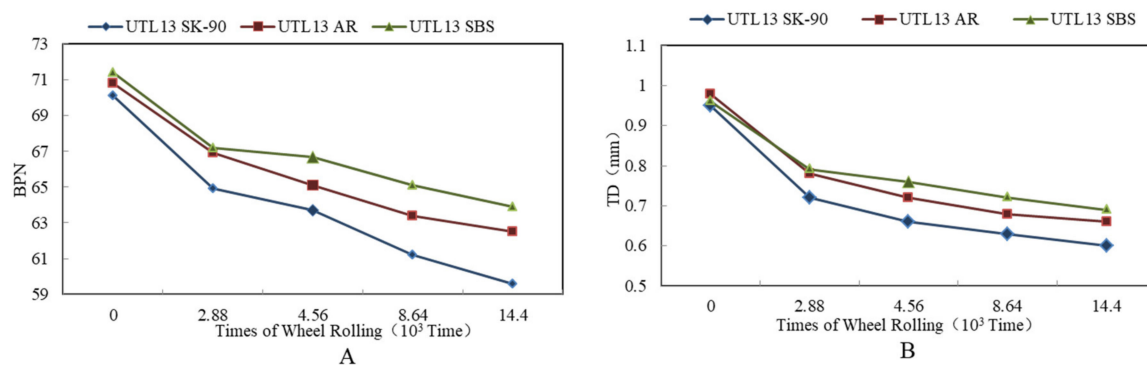 UTL13 SK-90 UTL13 AR UTL13 SBS
73
71
69
67
65
63
61
59
BPN
0 2.88 4.56 8.64 14.4
Times of Wheel Rolling（10³ Time）
A
UTL13 SK-90 UTL13 AR UTL13 SBS
1.1
1
0.9
0.8
0.7
0.6
0.5
TD（mm）
0 2.88 4.56 8.64 14.4
Times of Wheel Rolling（10³ Time）
B